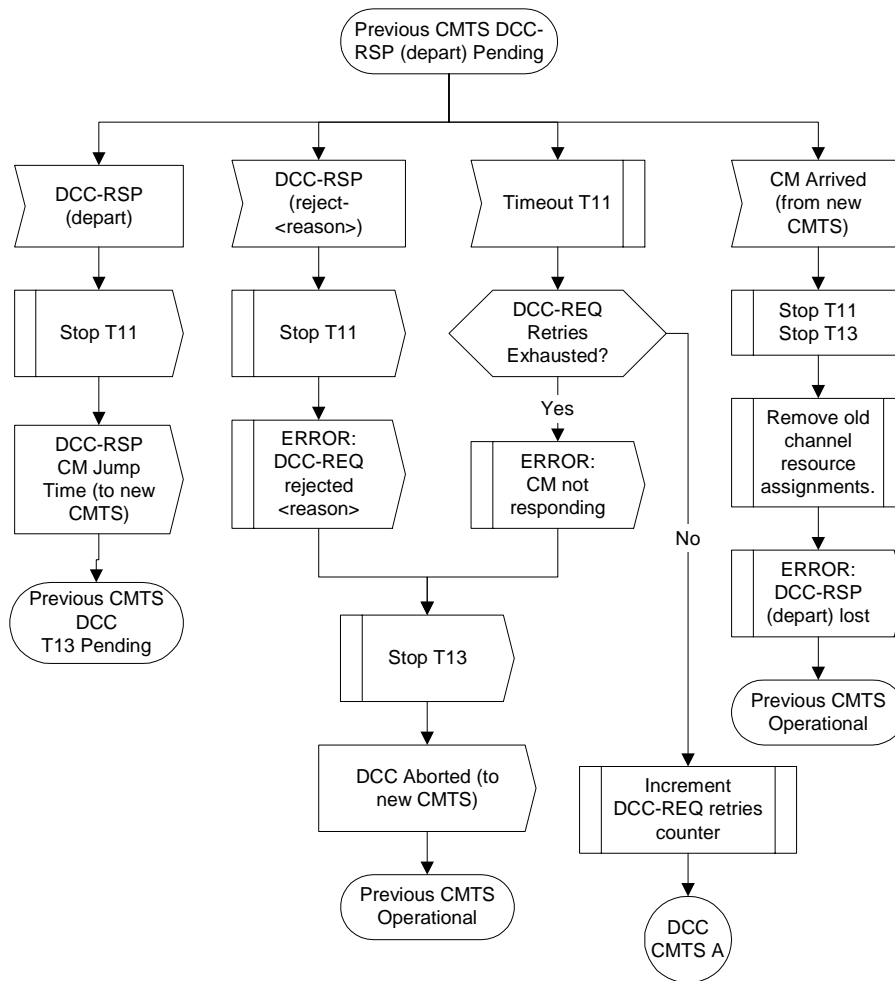 Previous CMTS DCC-
RSP (depart) Pending
DCC-RSP
(depart)
DCC-RSP
(reject-
<reason>)
Timeout T11
CM Arrived
(from new
CMTS)
Stop T11
Stop T11
DCC-REQ
Retries
Exhausted?
Stop T11
Stop T13
Yes
DCC-RSP
CM Jump
Time (to new
CMTS)
ERROR:
DCC-REQ
rejected
<reason>
ERROR:
CM not
responding
Remove old
channel
resource
assignments.
No
Previous CMTS
DCC
T13 Pending
ERROR:
DCC-RSP
(depart) lost
Stop T13
Previous CMTS
Operational
DCC Aborted (to
new CMTS)
Increment
DCC-REQ retries
counter
Previous CMTS
Operational
DCC
CMTS A